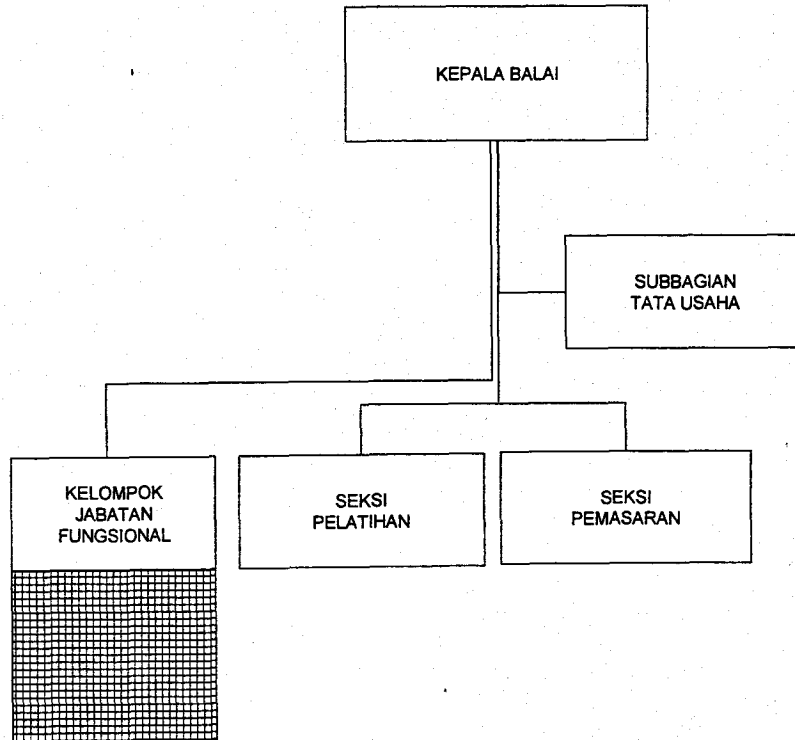 KEPALA BALAI
SUBBAGIAN
TATA USAHA
KELOMPOK
JABATAN
FUNGSIONAL
SEKSI
PELATIHAN
SEKSI
PEMASARAN